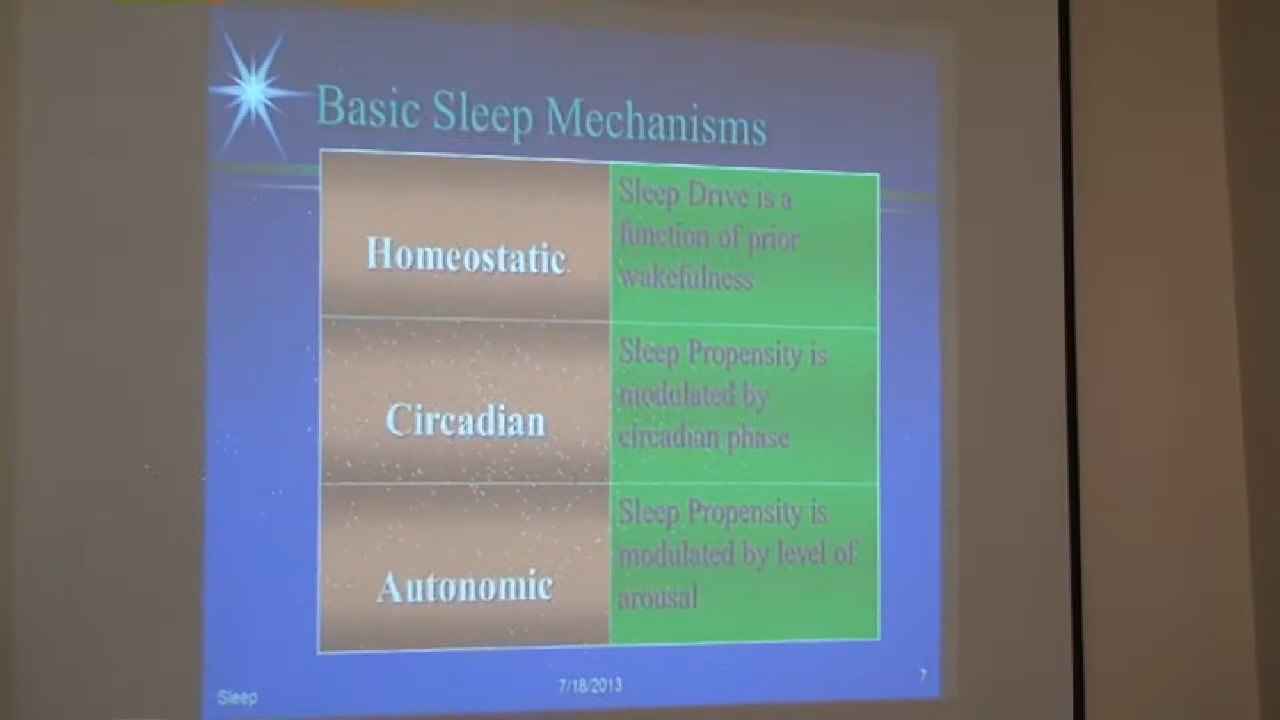 Basic Sleep Mechanisms
Homeostatic
Sleep Drive is a
function of prior
wakefulness
Circadian
Sleep Propensity is
modulated by
circadian phase
Autonomic
Sleep Propensity is
modulated by level of
arousal
Sleep
7/18/2013
7